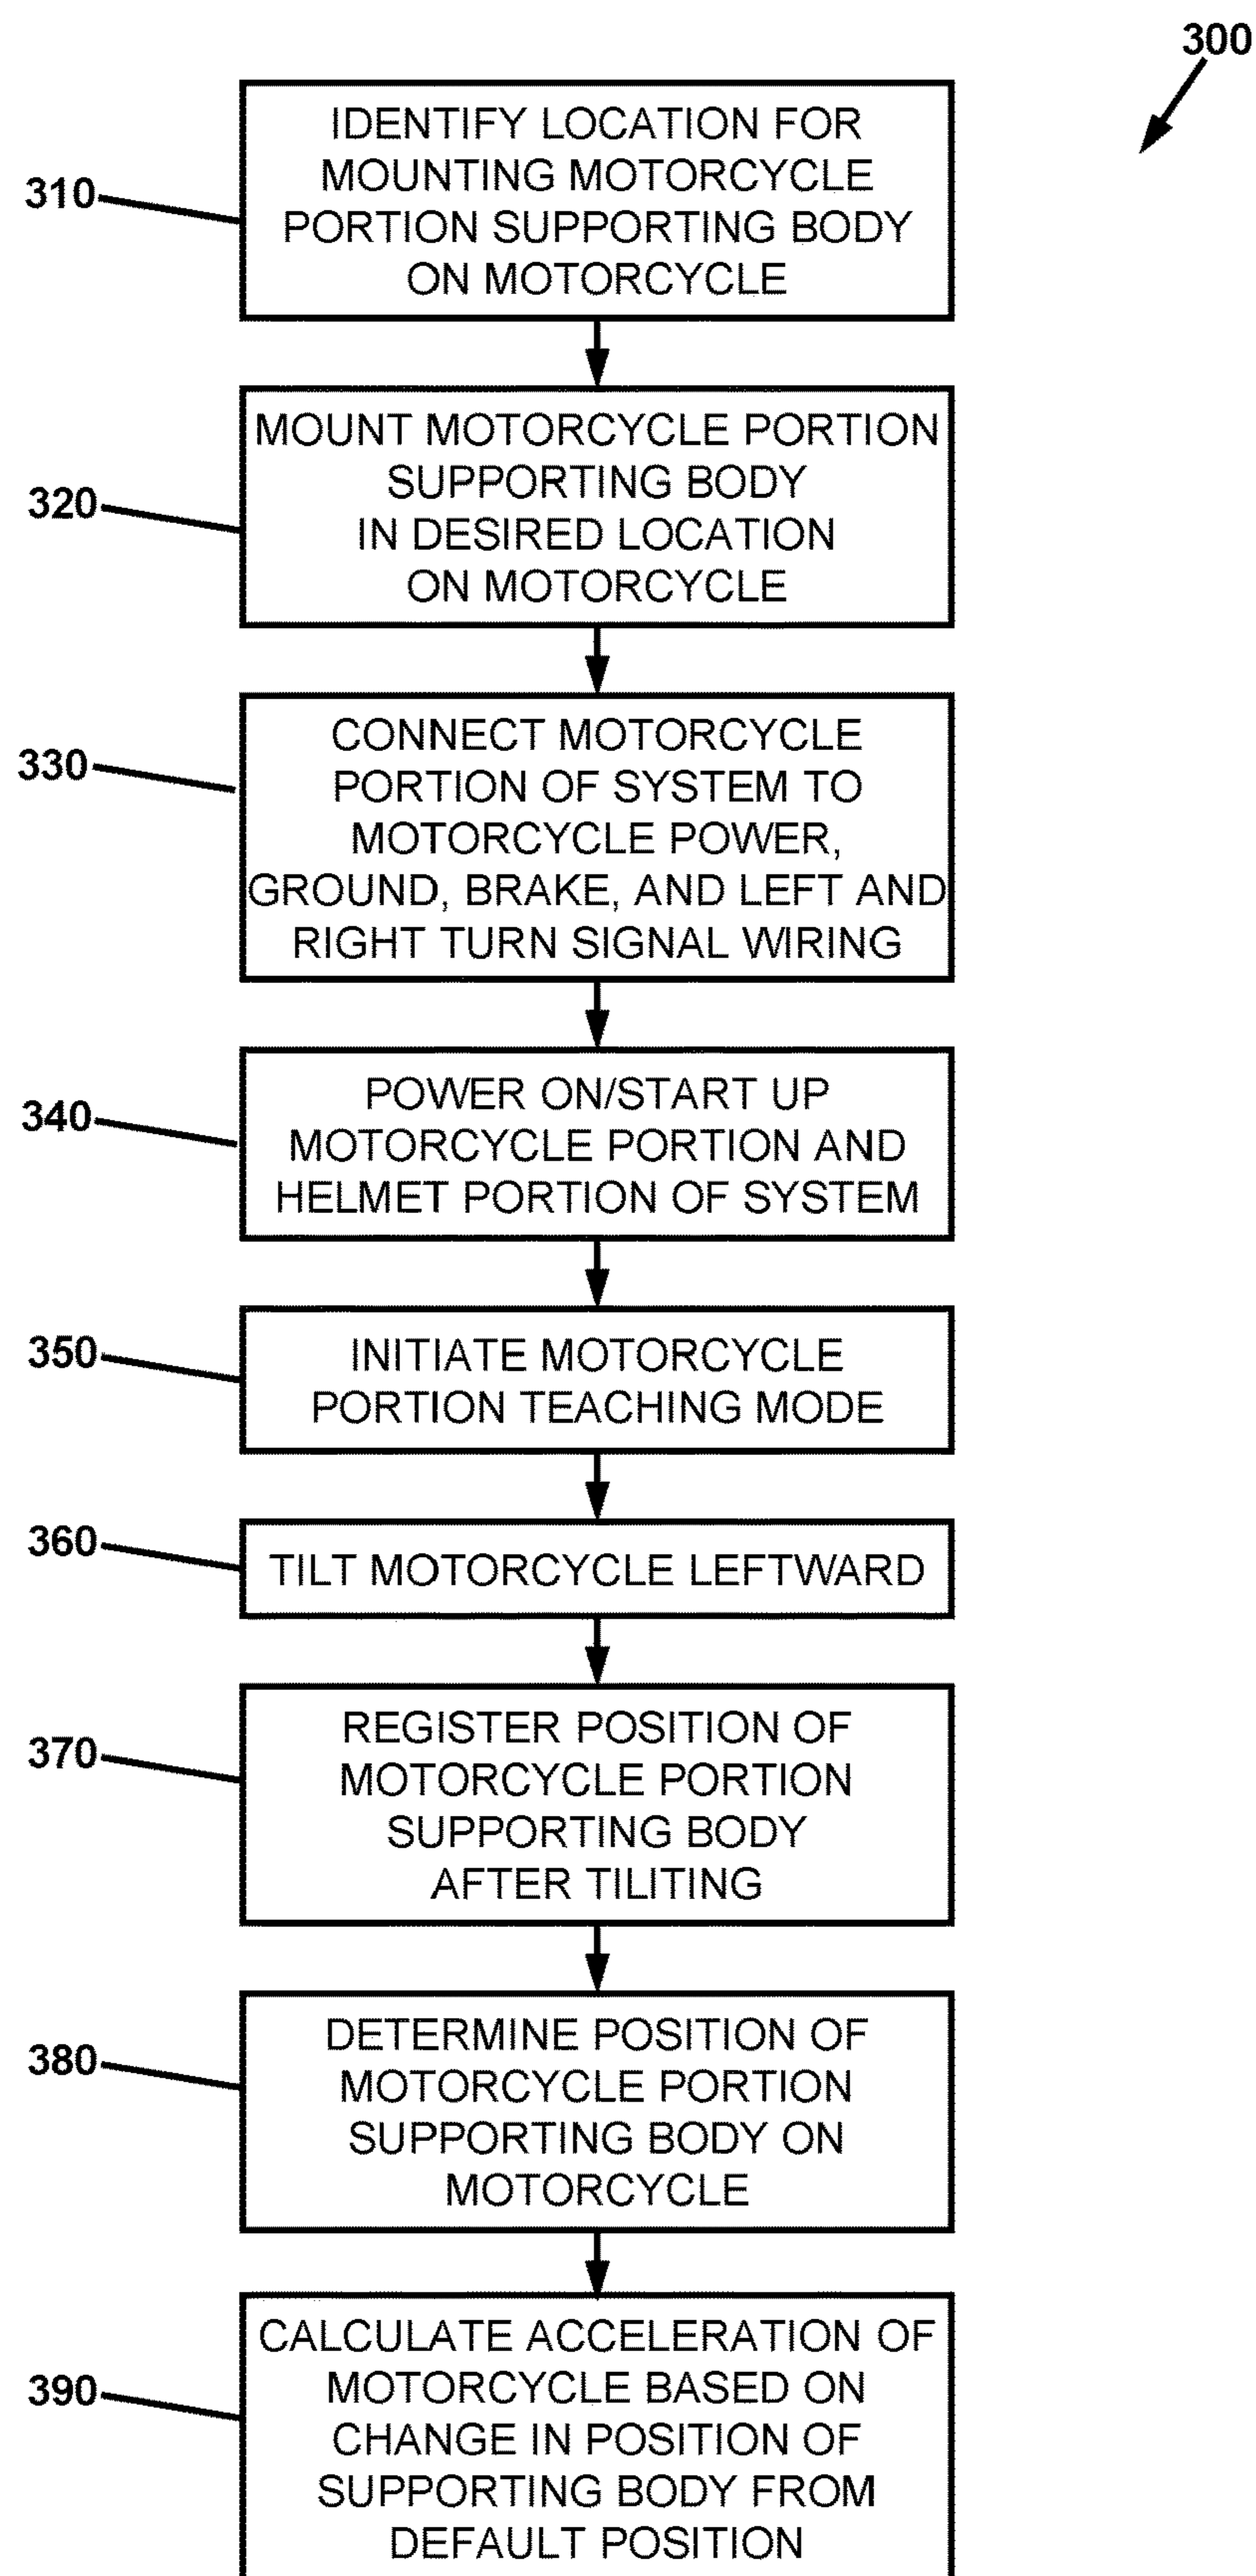 300
310
IDENTIFY LOCATION FOR
MOUNTING MOTORCYCLE
PORTION SUPPORTING BODY
ON MOTORCYCLE
320
MOUNT MOTORCYCLE PORTION
SUPPORTING BODY
IN DESIRED LOCATION
ON MOTORCYCLE
330
CONNECT MOTORCYCLE
PORTION OF SYSTEM TO
MOTORCYCLE POWER,
GROUND, BRAKE, AND LEFT AND
RIGHT TURN SIGNAL WIRING
340
POWER ON/START UP
MOTORCYCLE PORTION AND
HELMET PORTION OF SYSTEM
350
INITIATE MOTORCYCLE
PORTION TEACHING MODE
360
TILT MOTORCYCLE LEFTWARD
370
REGISTER POSITION OF
MOTORCYCLE PORTION
SUPPORTING BODY
AFTER TILITING
380
DETERMINE POSITION OF
MOTORCYCLE PORTION
SUPPORTING BODY ON
MOTORCYCLE
390
CALCULATE ACCELERATION OF
MOTORCYCLE BASED ON
CHANGE IN POSITION OF
SUPPORTING BODY FROM
DEFAULT POSITION